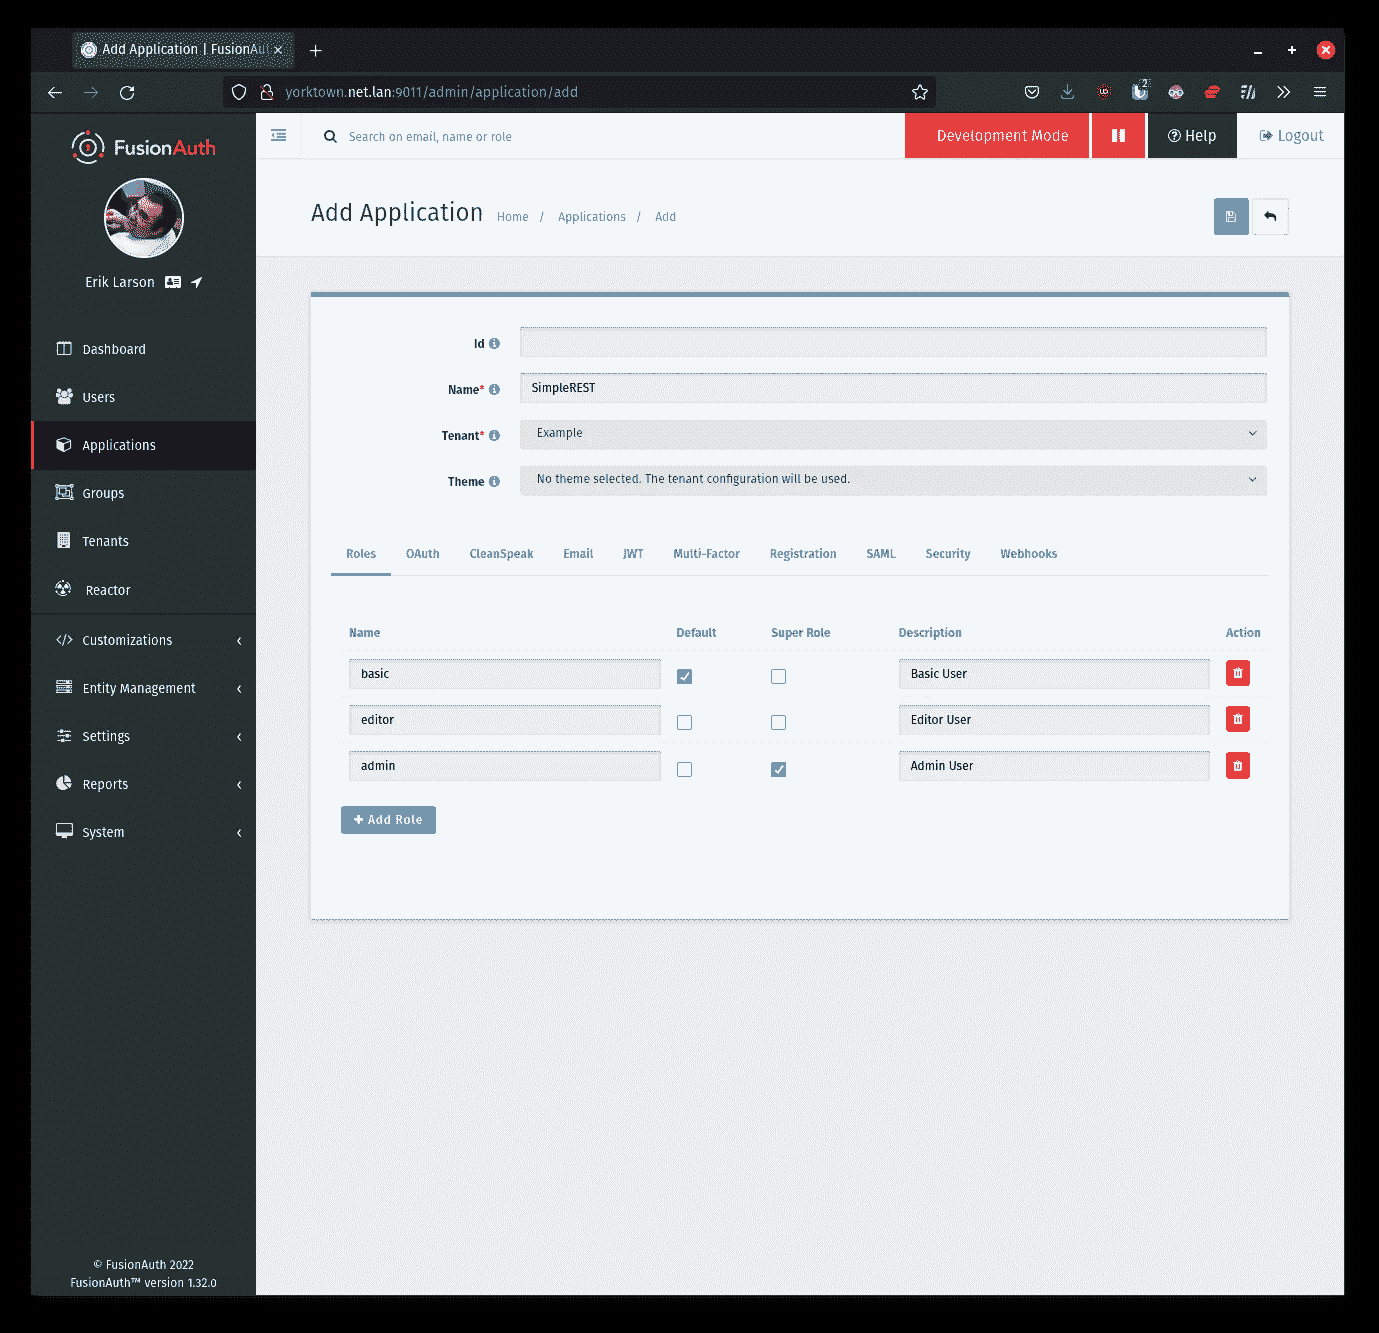 Add Application | FusionAut
yorktown.net.lan:9011/admin/application/add
2
FusionAuth
Search on email, name or role
Development Mode
Help
Logout
Add Application Home / Applications / Add
Erik Larson
Dashboard
Users
Applications
Groups
Tenants
Reactor
Customizations
Entity Management
Settings
Reports
System
© FusionAuth 2022
FusionAuth™ version 1.32.0
Id
Name* SimpleREST
Tenant* Example
Theme No theme selected. The tenant configuration will be used.
Roles OAuth CleanSpeak Email JWT Multi-Factor Registration SAML Security Webhooks
Name Default Super Role Description Action
basic Basic User
editor Editor User
admin Admin User
+ Add Role